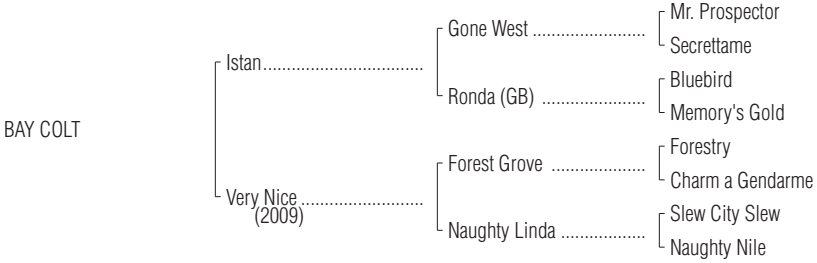 Mr. Prospector
Gone West ........................
Secrettame
Istan.................................
Bluebird
Ronda (GB) ......................
Memory's Gold
BAY COLT
Forestry
Forest Grove ....................
Charm a Gendarme
Very Nice .........................
(2009)
Slew City Slew
Naughty Linda ..................
Naughty Nile